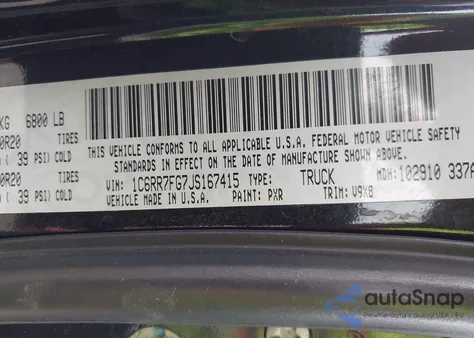 KG 6800 LB
0R20 TIRES
( 39 PSI) COLD
0R20 TIRES
( 39 PSI) COLD
THIS VEHICLE CONFORMS TO ALL APPLICABLE U.S.A. FEDERAL MOTOR VEHICLE SAFETY
STANDARDS IN EFFECT ON THE DATE OF MANUFACTURE SHOWN ABOVE.
VIN: 1C6RR7FG7JS167415 TYPE: TRUCK MDH: 102910 337A
VEHICLE MADE IN U.S.A. PAINT: PXR TRIM: V9X8
autoSnap